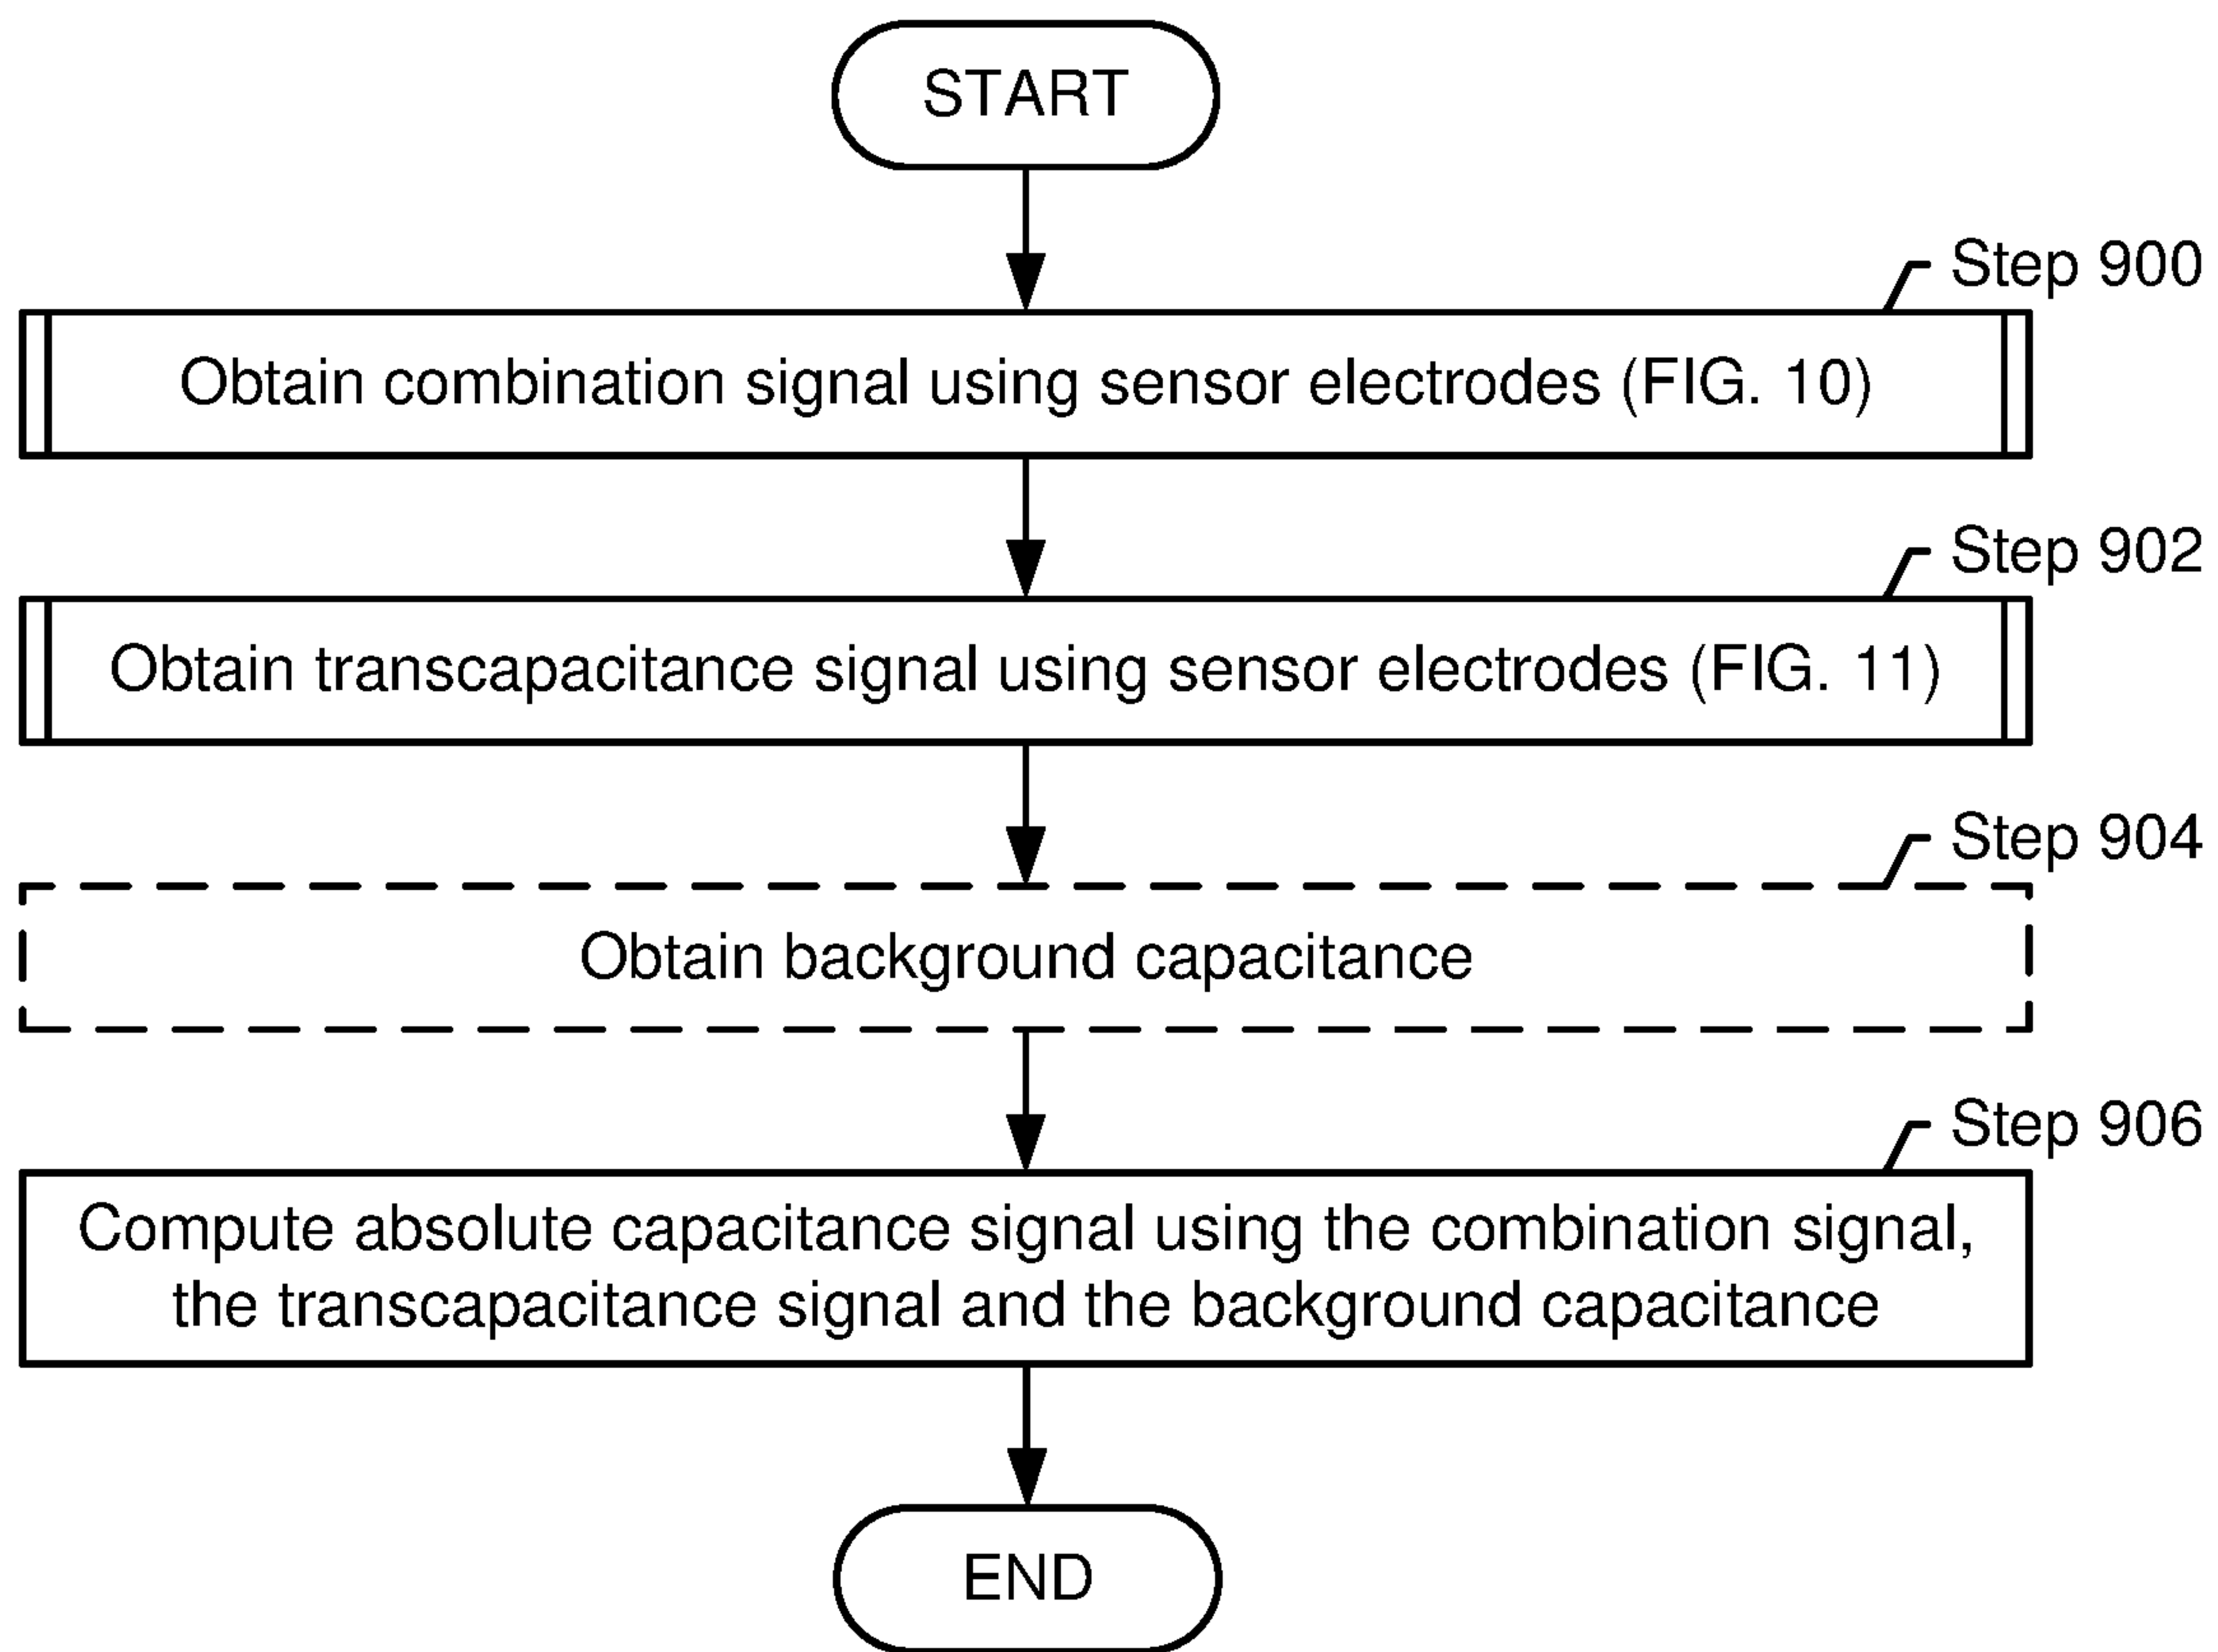 START
Step 900
Obtain combination signal using sensor electrodes (FIG. 10)
Step 902
Obtain transcapacitance signal using sensor electrodes (FIG. 11)
Step 904
Obtain background capacitance
Step 906
Compute absolute capacitance signal using the combination signal,
the transcapacitance signal and the background capacitance
END